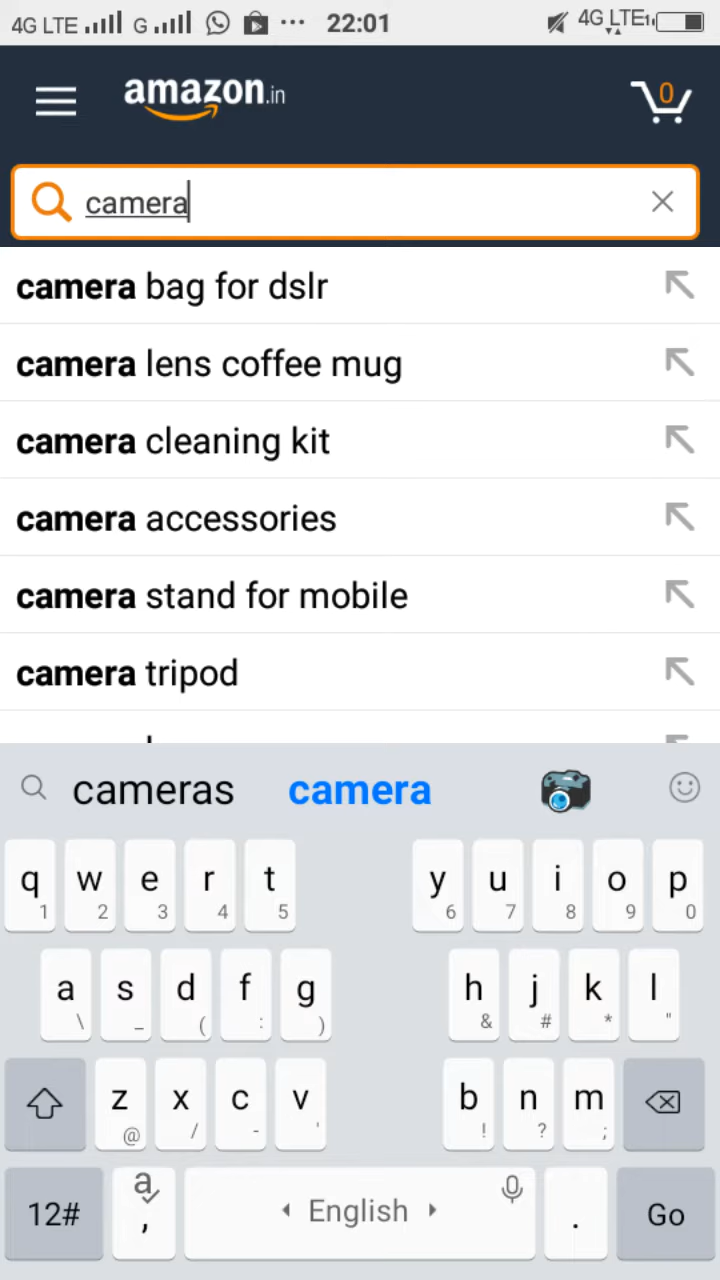 4G LTE G ... 22:01 4G LTE1
amazon.in 0
camera
camera bag for dslr
camera lens coffee mug
camera cleaning kit
camera accessories
camera stand for mobile
camera tripod
cameras camera
q 1 w 2 e 3 r 4 t 5 y 6 u 7 i 8 o 9 p 0
a \ s _ d ( f : g ) h & j # k * l "
z @ x / c - v ' b ! n ? m ;
12# a , English . Go